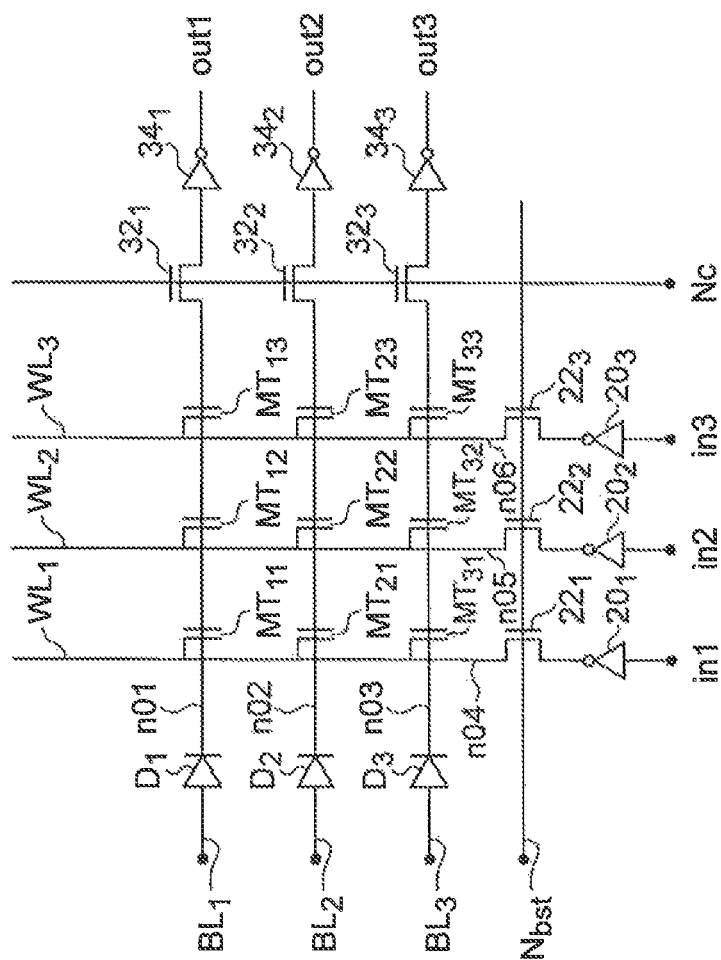 WL1
WL2
WL3
321
341
out1
D1
n01
MT11
MT12
MT13
BL1
322
342
out2
D2
n02
MT21
MT22
MT23
BL2
323
343
out3
D3
n03
MT31
MT32
MT33
BL3
n04
n05
n06
221
222
223
Nbst
201
202
203
in1
in2
in3
Nc